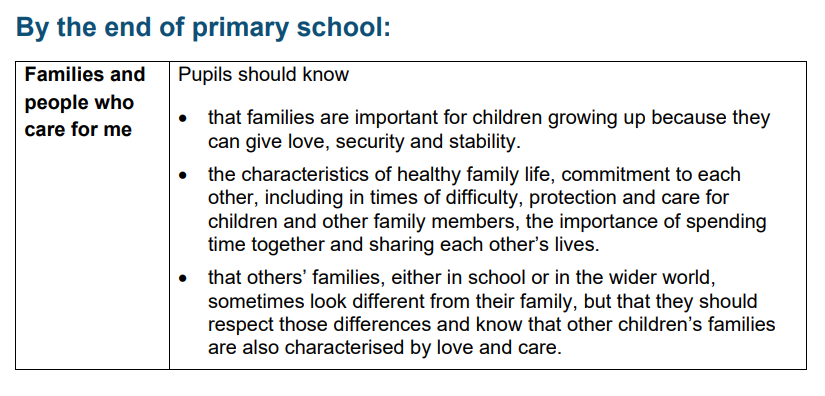 By the end of primary school:
Families and
people who
care for me
Pupils should know
• that families are important for children growing up because they
can give love, security and stability.
• the characteristics of healthy family life, commitment to each
other, including in times of difficulty, protection and care for
children and other family members, the importance of spending
time together and sharing each other’s lives.
• that others’ families, either in school or in the wider world,
sometimes look different from their family, but that they should
respect those differences and know that other children’s families
are also characterised by love and care.